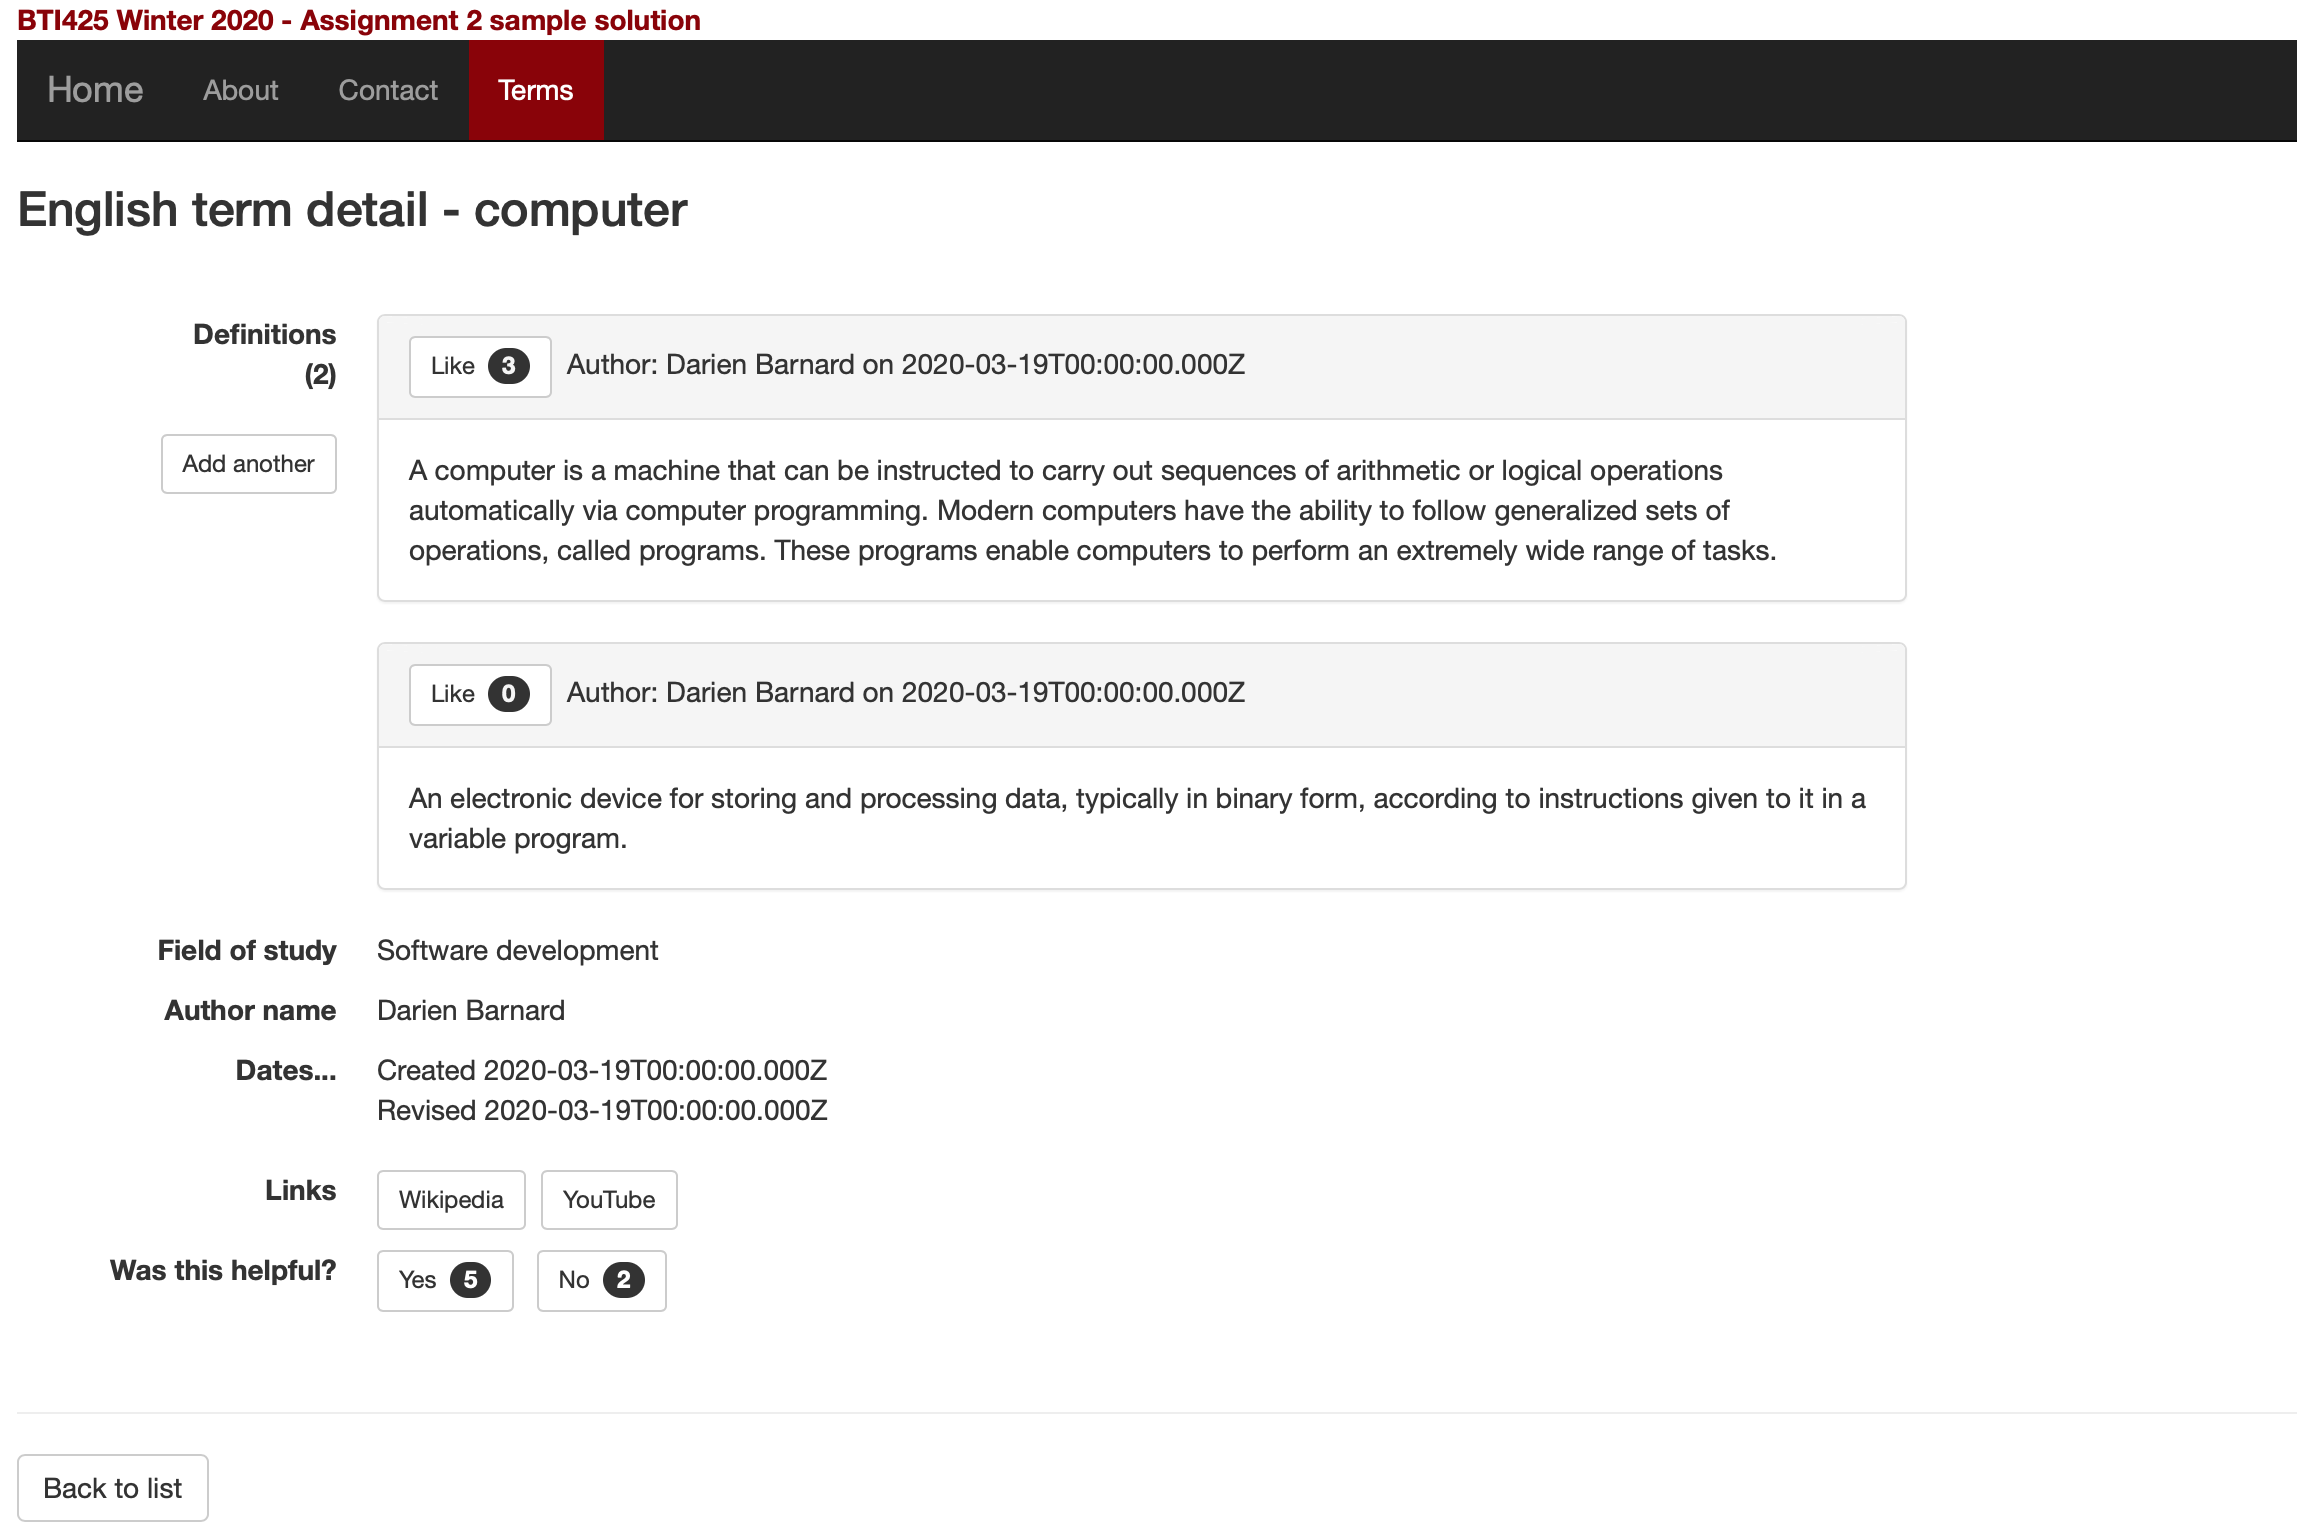 BTI425 Winter 2020 - Assignment 2 sample solution
Home About Contact Terms
English term detail - computer
Definitions
(2)
Add another
Like 3 Author: Darien Barnard on 2020-03-19T00:00:00.000Z
A computer is a machine that can be instructed to carry out sequences of arithmetic or logical operations
automatically via computer programming. Modern computers have the ability to follow generalized sets of
operations, called programs. These programs enable computers to perform an extremely wide range of tasks.
Like 0 Author: Darien Barnard on 2020-03-19T00:00:00.000Z
An electronic device for storing and processing data, typically in binary form, according to instructions given to it in a
variable program.
Field of study Software development
Author name Darien Barnard
Dates... Created 2020-03-19T00:00:00.000Z
Revised 2020-03-19T00:00:00.000Z
Links Wikipedia YouTube
Was this helpful? Yes 5 No 2
Back to list